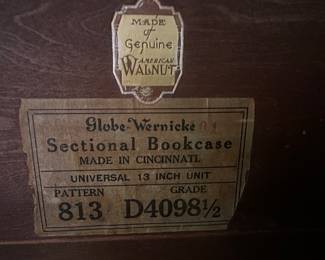 MADE
of
Genuine
AMERICAN
WALNUT
Globe-Wernicke
Sectional Bookcase
MADE IN CINCINNATI
UNIVERSAL 13 INCH UNIT
PATTERN GRADE
813 D4098½